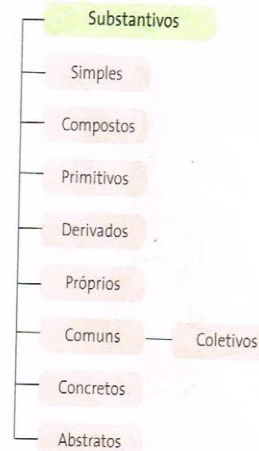 Substantivos
Simples
Compostos
Primitivos
Derivados
Próprios
Comuns
Coletivos
Concretos
Abstratos